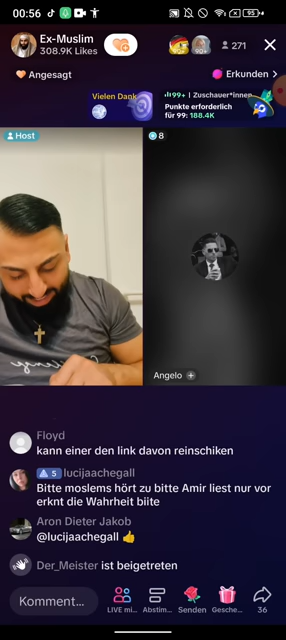 00:56
95
Ex-Muslim
308.9K Likes
271
Angesagt
Erkunden
Vielen Dank
99+ | Zuschauer*innen
Punkte erforderlich
für 99: 188.4K
Host
8
Angelo
Floyd
kann einer den link davon reinschiken
5 lucijaachegall
Bitte moslems hört zu bitte Amir liest nur vor
erknt die Wahrheit biite
Aron Dieter Jakob
@lucijaachegall 👍
Der_Meister ist beigetreten
Komment...
LIVE mi...
Abstim...
Senden
Gesche...
36